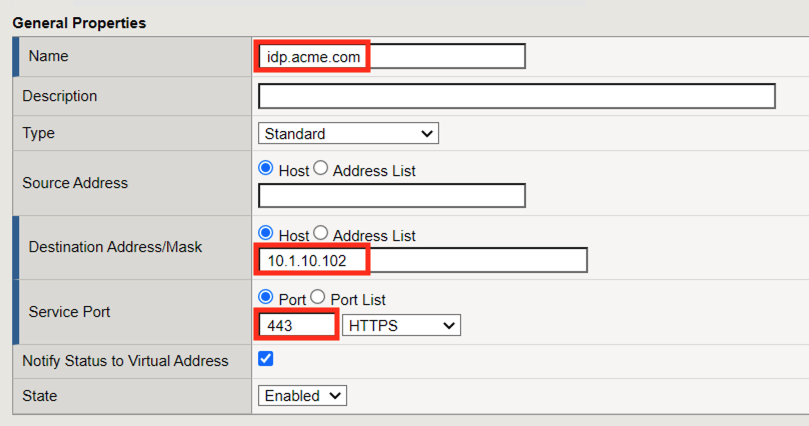 General Properties
Name idp.acme.com
Description
Type Standard
Host Address List
Source Address
Host Address List
Destination Address/Mask 10.1.10.102
Port Port List
Service Port 443 HTTPS
Notify Status to Virtual Address
State Enabled